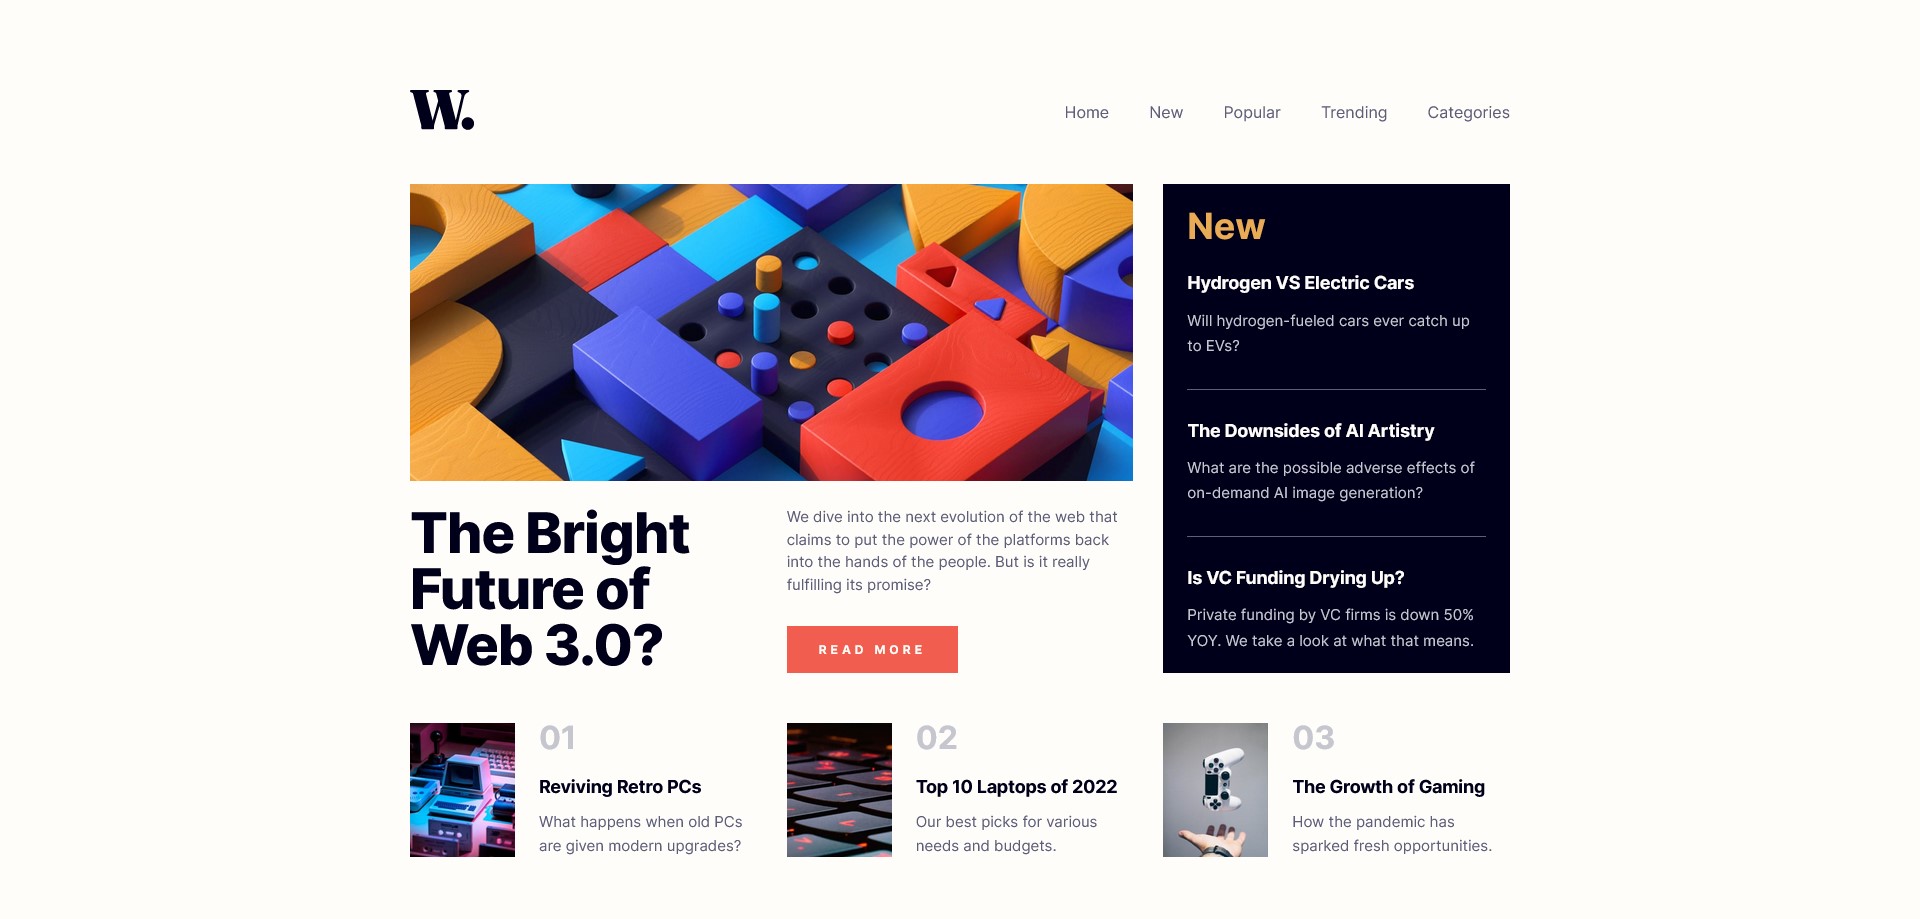 W.
Home New Popular Trending Categories
The Bright
Future of
Web 3.0?
We dive into the next evolution of the web that
claims to put the power of the platforms back
into the hands of the people. But is it really
fulfilling its promise?
READ MORE
New
Hydrogen VS Electric Cars
Will hydrogen-fueled cars ever catch up
to EVs?
The Downsides of AI Artistry
What are the possible adverse effects of
on-demand AI image generation?
Is VC Funding Drying Up?
Private funding by VC firms is down 50%
YOY. We take a look at what that means.
01
Reviving Retro PCs
What happens when old PCs
are given modern upgrades?
02
Top 10 Laptops of 2022
Our best picks for various
needs and budgets.
03
The Growth of Gaming
How the pandemic has
sparked fresh opportunities.